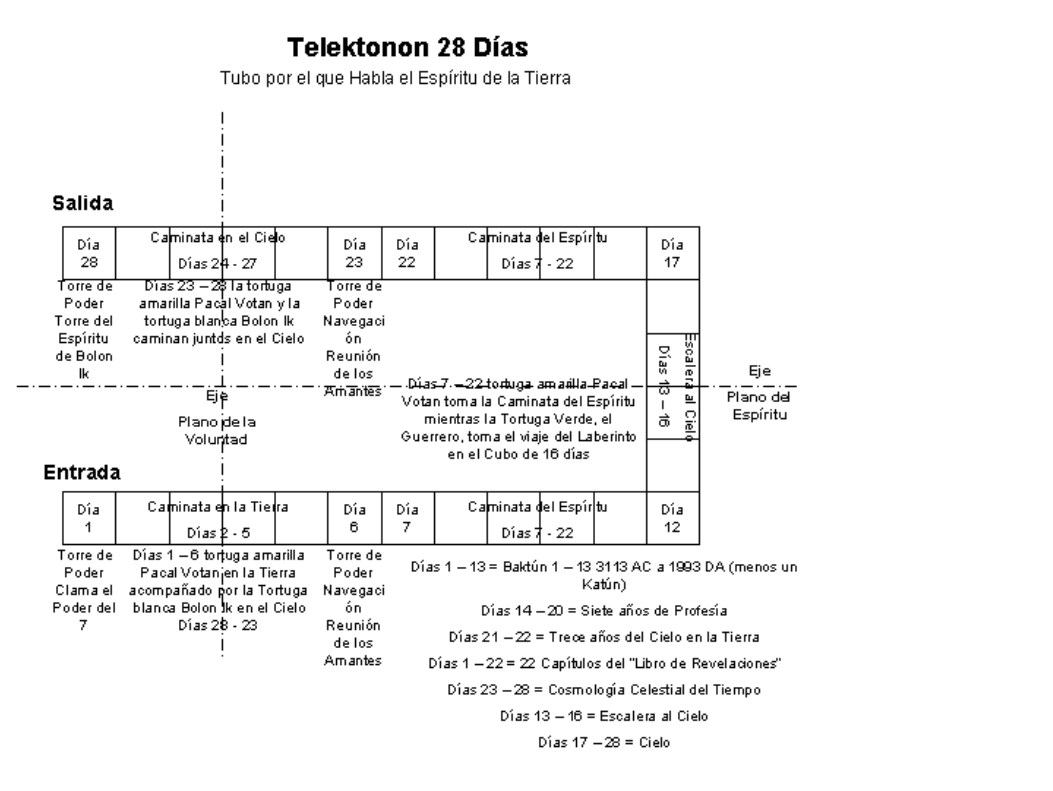 Telektonon 28 Días
Tubo por el que Habla el Espíritu de la Tierra
Salida
Día
28
Caminata en el Cielo
Días 24 - 27
Día
23
Día
22
Caminata del Espíritu
Días 7 - 22
Día
17
Torre de
Poder
Torre del
Espíritu
de Bolon
Ik
Días 23 – 28 la tortuga
amarilla Pacal Votan y la
tortuga blanca Bolon Ik
caminan juntos en el Cielo
Torre de
Poder
Navegaci
ón
Reunión
de los
Amantes
Escalera al Cielo
Días 13 – 16
Eje
Plano del
Espíritu
Eje
Plano de la
Voluntad
Días 7 – 22 tortuga amarilla Pacal
Votan toma la Caminata del Espíritu
mientras la Tortuga Verde, el
Guerrero, toma el viaje del Laberinto
en el Cubo de 16 días
Entrada
Día
1
Caminata en la Tierra
Días 2 - 5
Día
6
Día
7
Caminata del Espíritu
Días 7 - 22
Día
12
Torre de
Poder
Clama el
Poder del
7
Días 1 – 6 tortuga amarilla
Pacal Votan en la Tierra
acompañado por la Tortuga
blanca Bolon Ik en el Cielo
Días 28 - 23
Torre de
Poder
Navegaci
ón
Reunión
de los
Amantes
Días 1 – 13 = Baktún 1 – 13 3113 AC a 1993 DA (menos un
Katún)
Días 14 – 20 = Siete años de Profesía
Días 21 – 22 = Trece años del Cielo en la Tierra
Días 1 – 22 = 22 Capítulos del "Libro de Revelaciones"
Días 23 – 28 = Cosmología Celestial del Tiempo
Días 13 – 16 = Escalera al Cielo
Días 17 – 28 = Cielo